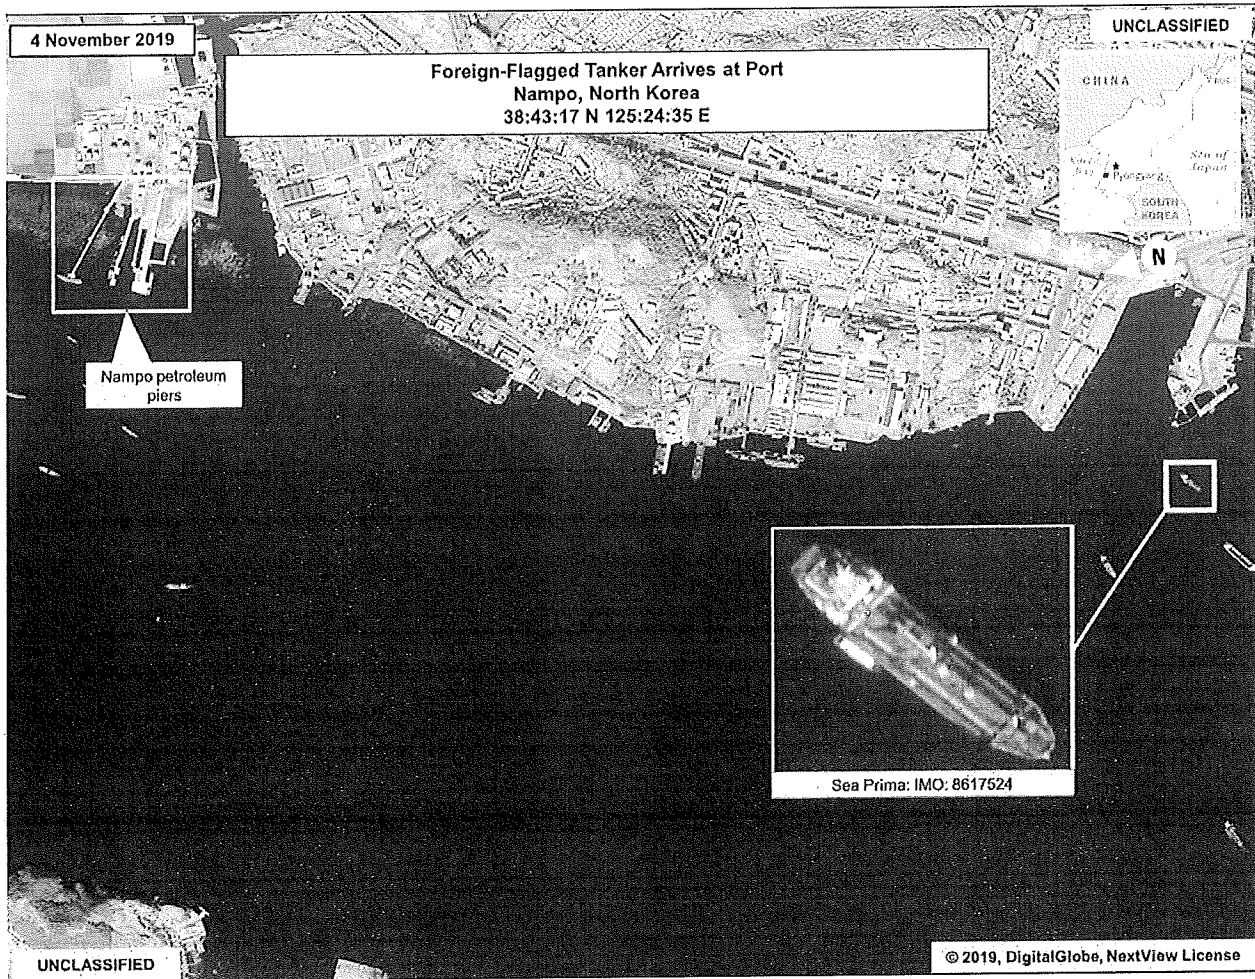 4 November 2019
UNCLASSIFIED
Foreign-Flagged Tanker Arrives at Port
Nampo, North Korea
38:43:17 N 125:24:35 E
CHINA
Sea of
Japan
Pyongyang
SOUTH
KOREA
N
Nampo petroleum
piers
Sea Prima: IMO: 8617524
UNCLASSIFIED
© 2019, DigitalGlobe, NextView License